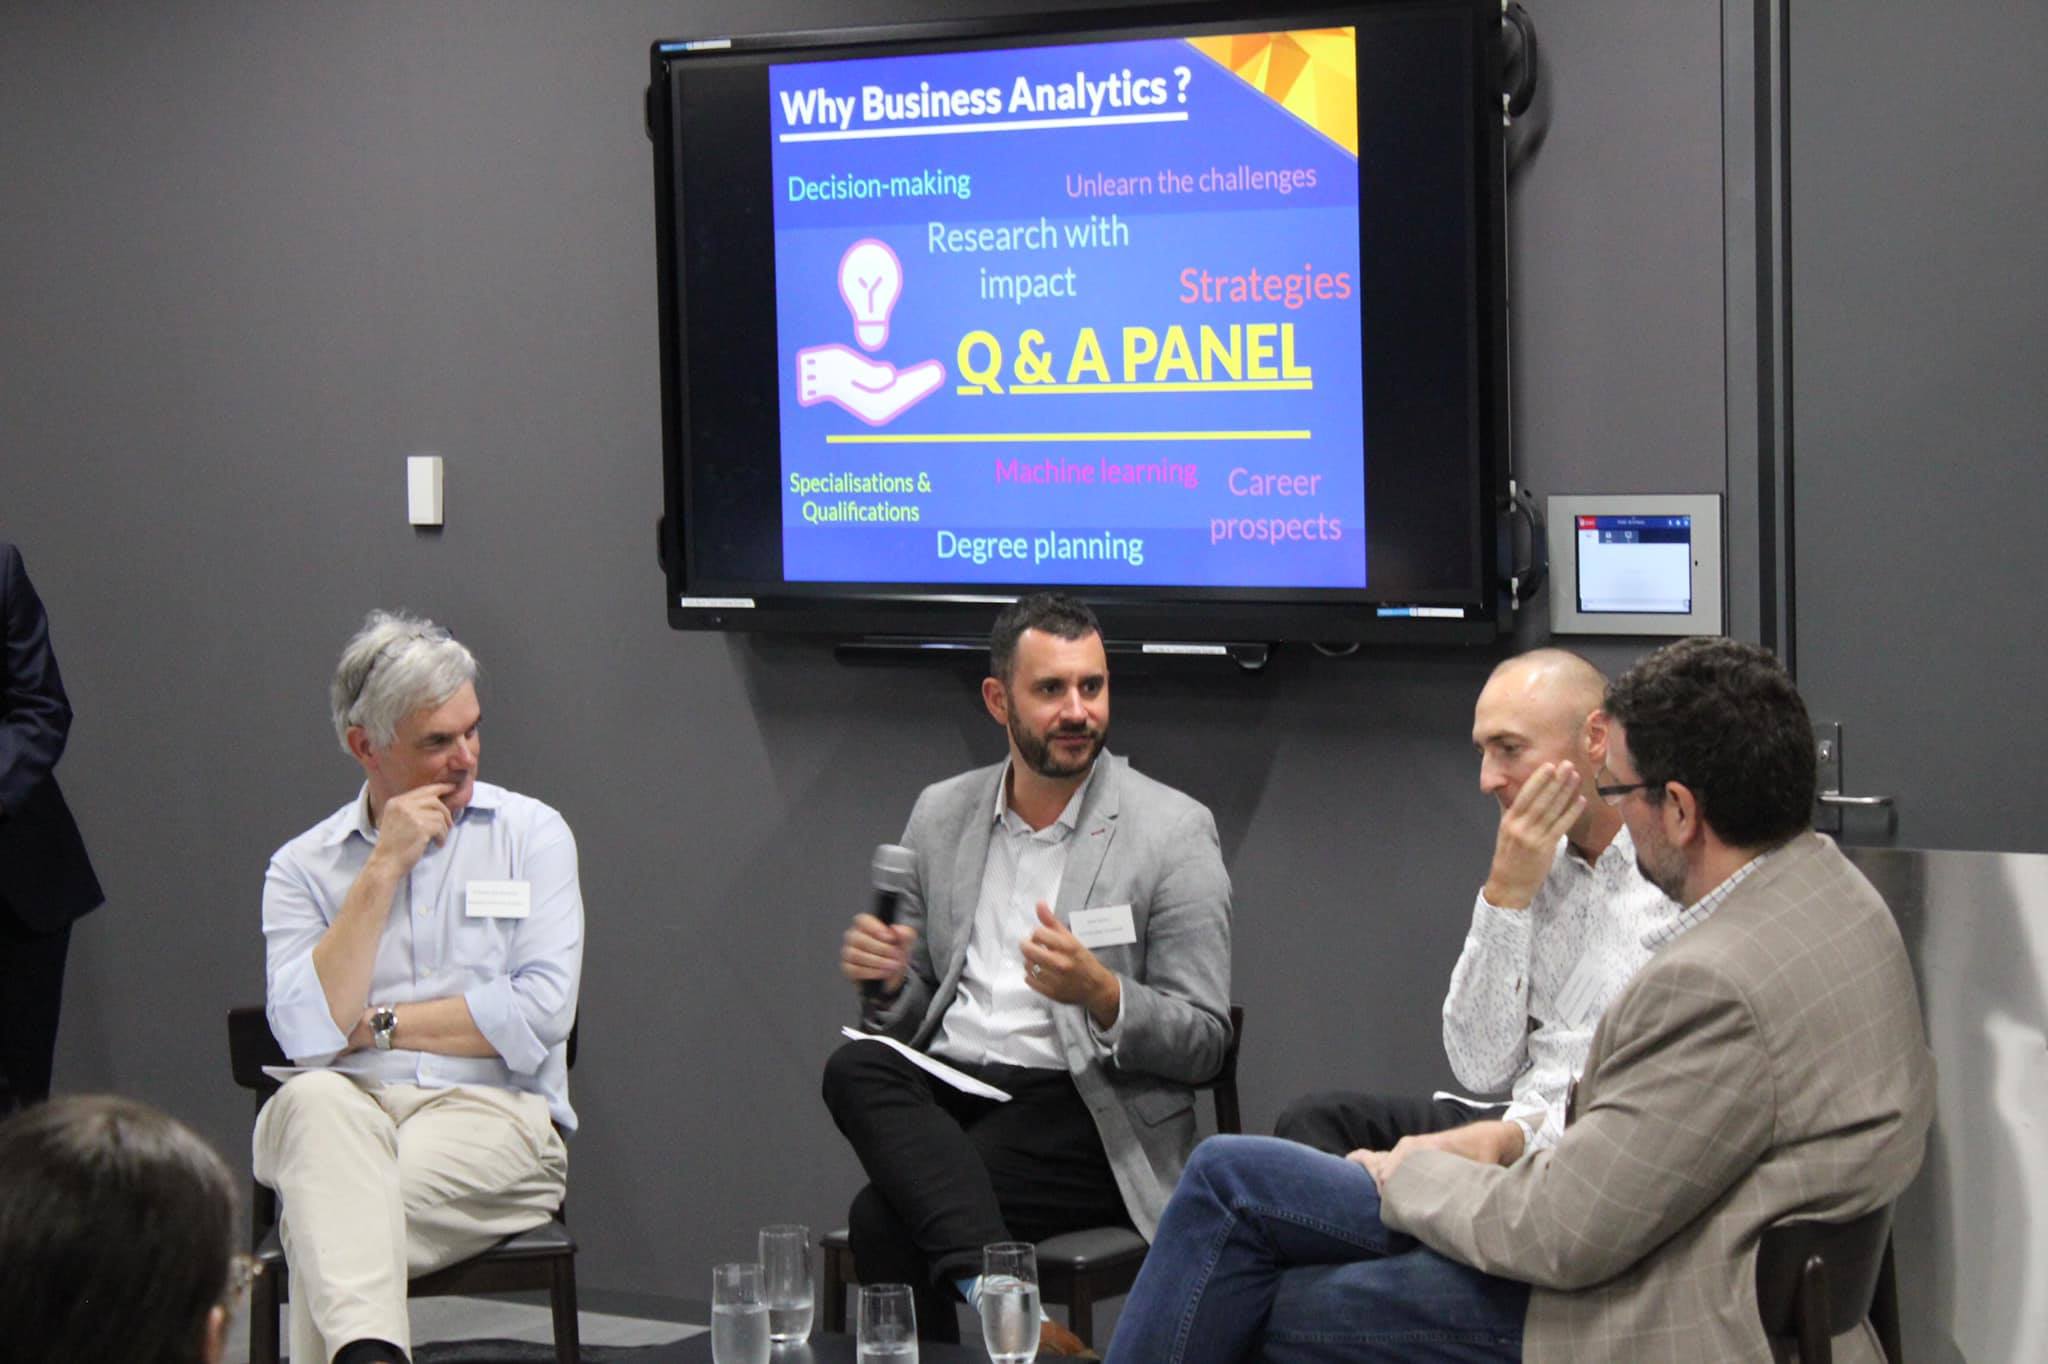 Why Business Analytics ?
Decision-making
Unlearn the challenges
Research with
impact
Strategies
Q & A PANEL
Specialisations &
Qualifications
Machine learning
Career
prospects
Degree planning